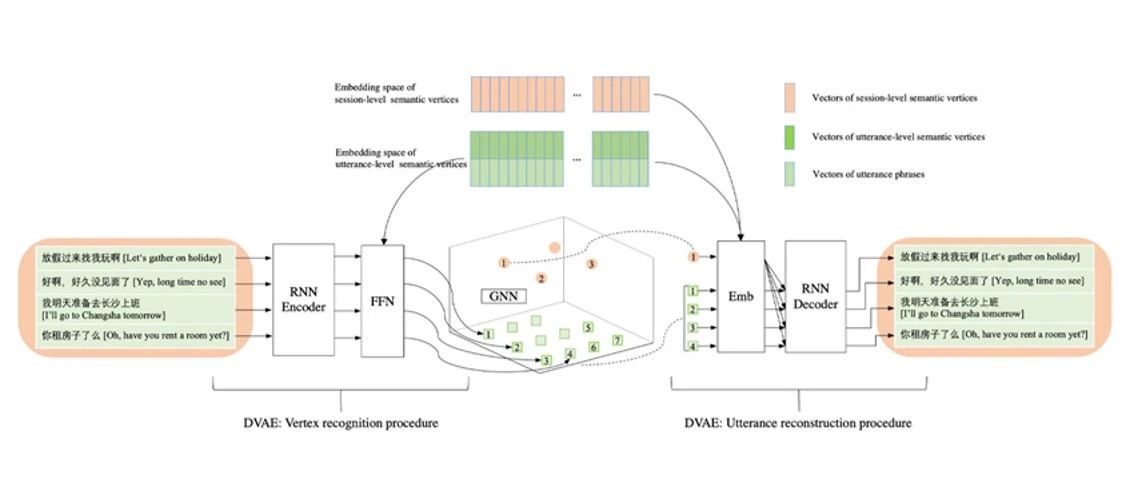 Embedding space of
session-level semantic vertices
...
Vectors of session-level semantic vertices
Embedding space of
utterance-level semantic vertices
...
Vectors of utterance-level semantic vertices
Vectors of utterance phrases
放假过来找我玩啊 [Let's gather on holiday]
好啊，好久没见面了 [Yep, long time no see]
我明天准备去长沙上班
[I'll go to Changsha tomorrow]
你租房子了么 [Oh, have you rent a room yet?]
RNN
Encoder
FFN
1
2
3
GNN
1
2
3
4
5
6
7
1
1
2
3
4
Emb
RNN
Decoder
放假过来找我玩啊 [Let's gather on holiday]
好啊，好久没见面了 [Yep, long time no see]
我明天准备去长沙上班
[I'll go to Changsha tomorrow]
你租房子了么 [Oh, have you rent a room yet?]
DVAE: Vertex recognition procedure
DVAE: Utterance reconstruction procedure